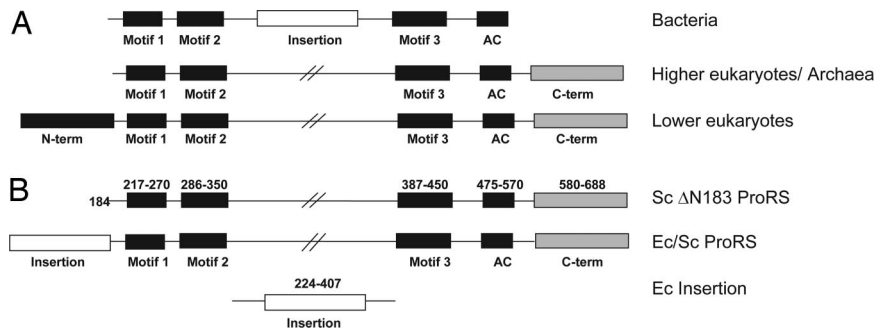 A
Motif 1 Motif 2 Insertion Motif 3 AC Bacteria
Motif 1 Motif 2 Motif 3 AC C-term Higher eukaryotes/ Archaea
N-term Motif 1 Motif 2 Motif 3 AC C-term Lower eukaryotes
B
217-270 286-350 387-450 475-570 580-688
184 Sc ΔN183 ProRS
Insertion Motif 1 Motif 2 Motif 3 AC C-term Ec/Sc ProRS
224-407
Insertion Ec Insertion